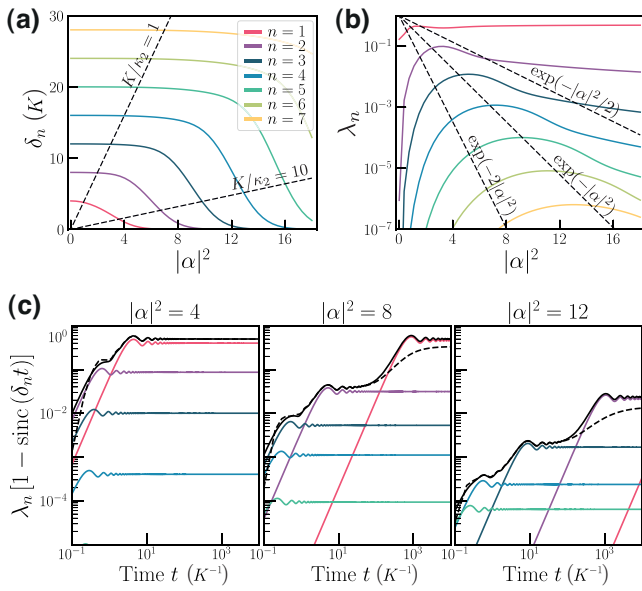 (a)
30
20
10
0
δₙ (K)
K/κ₂ = 1
K/κ₂ = 10
n = 1
n = 2
n = 3
n = 4
n = 5
n = 6
n = 7
0 4 8 12 16
|α|²
(b)
10⁻¹
10⁻³
10⁻⁵
10⁻⁷
λₙ
exp(−|α|²/2)
exp(−|α|²)
exp(−2|α|²)
0 4 8 12 16
|α|²
(c)
|α|² = 4
|α|² = 8
|α|² = 12
10⁰
10⁻²
10⁻⁴
λₙ [1 − sinc (δₙt)]
10⁻¹ 10¹ 10³
10⁻¹ 10¹ 10³
10⁻¹ 10¹ 10³
Time t (K⁻¹)
Time t (K⁻¹)
Time t (K⁻¹)